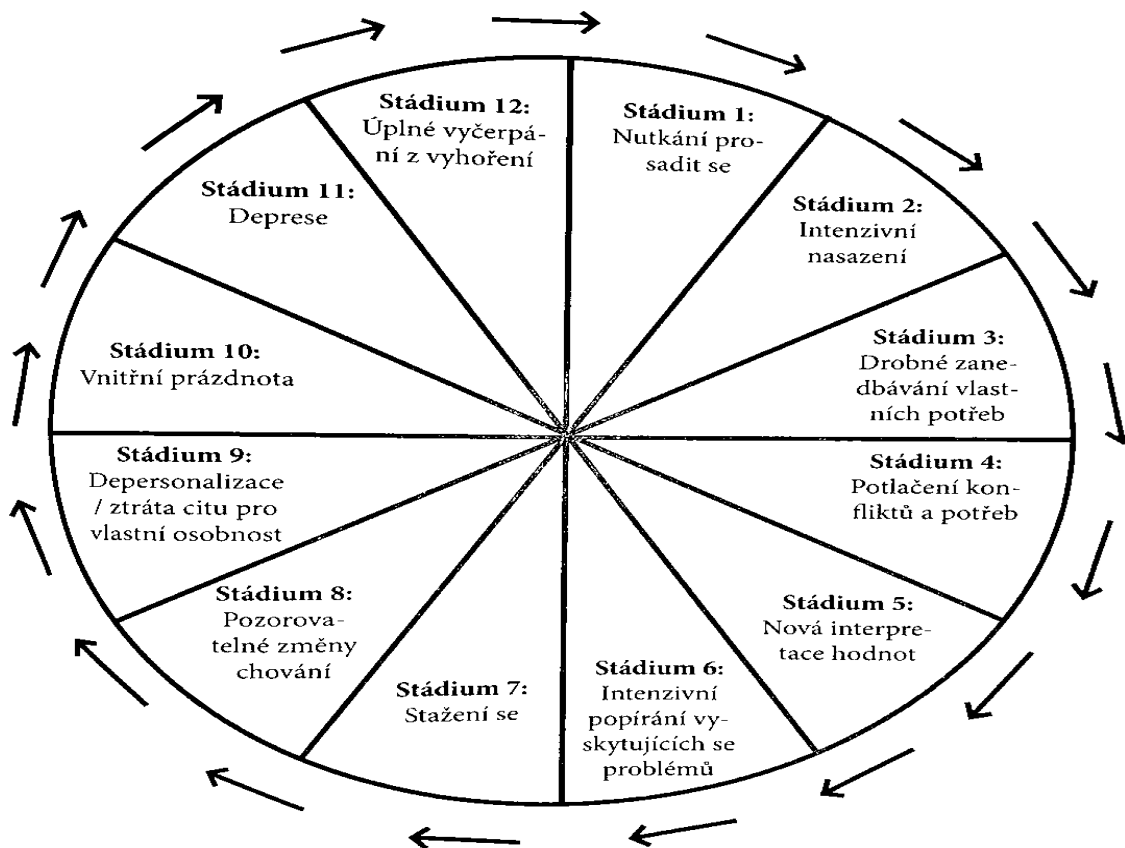 Stádium 1:
Nutkání pro-
sadit se
Stádium 2:
Intenzivní
nasazení
Stádium 3:
Drobné zane-
dbávání vlast-
ních potřeb
Stádium 4:
Potlačení kon-
fliktů a potřeb
Stádium 5:
Nová interpre-
tace hodnot
Stádium 6:
Intenzivní
popírání vy-
skytujících se
problémů
Stádium 7:
Stažení se
Stádium 8:
Pozorova-
telné změny
chování
Stádium 9:
Depersonalizace
/ ztráta citu pro
vlastní osobnost
Stádium 10:
Vnitřní prázdnota
Stádium 11:
Deprese
Stádium 12:
Úplné vyčerpá-
ní z vyhoření